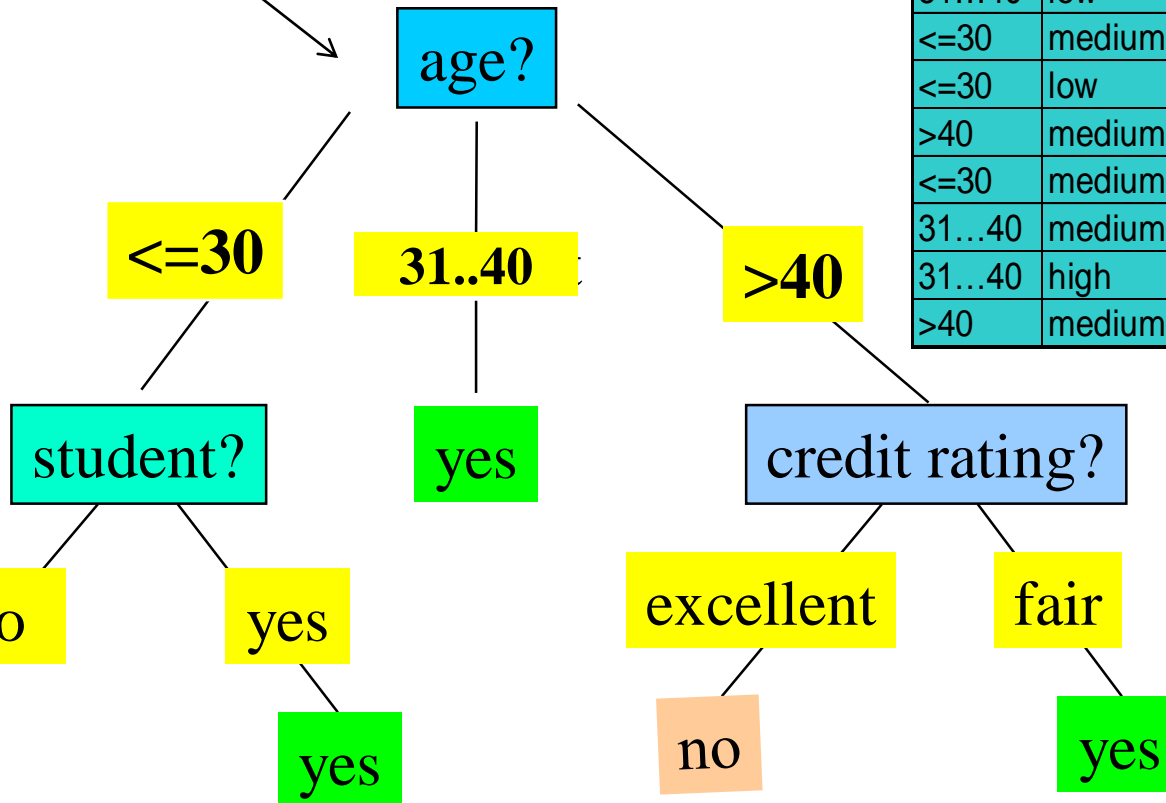 age?
<=30 medium
<=30 low
>40 medium
<=30 medium
31…40 medium
31…40 high
>40 medium
<=30
31..40
>40
student?
yes
credit rating?
o
yes
excellent
fair
yes
no
yes